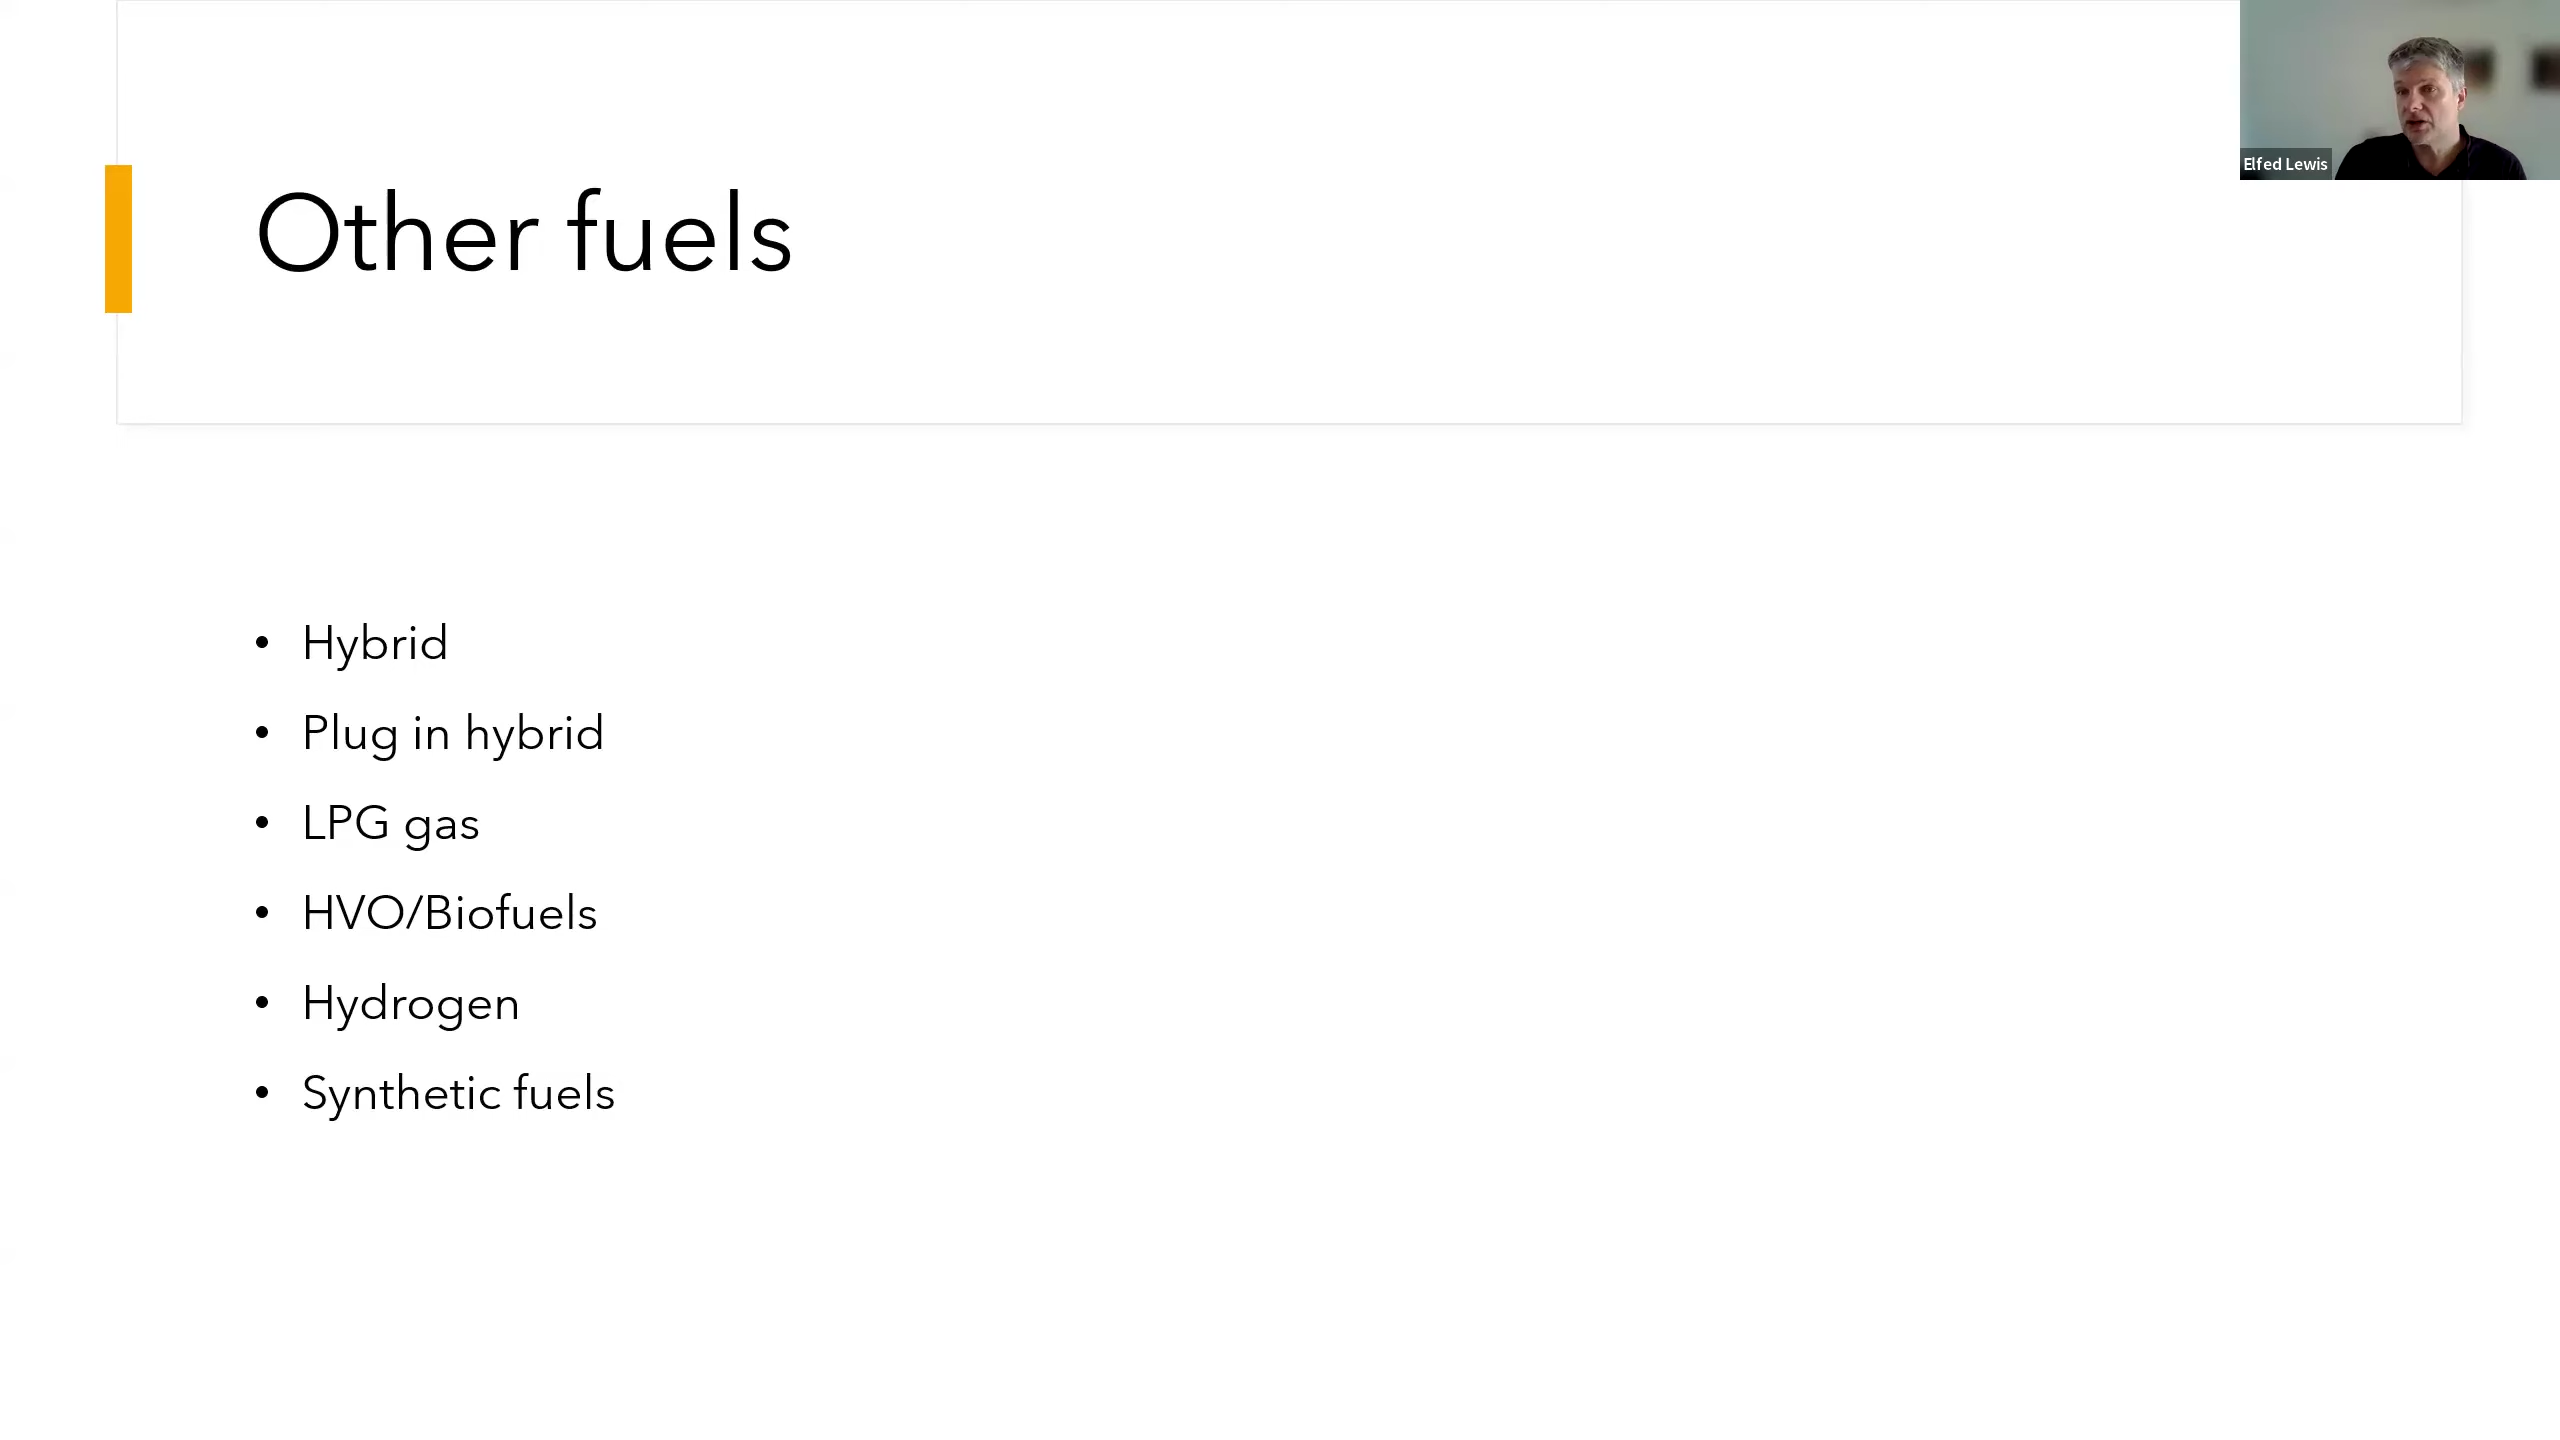 Other fuels
Elfed Lewis
• Hybrid
• Plug in hybrid
• LPG gas
• HVO/Biofuels
• Hydrogen
• Synthetic fuels